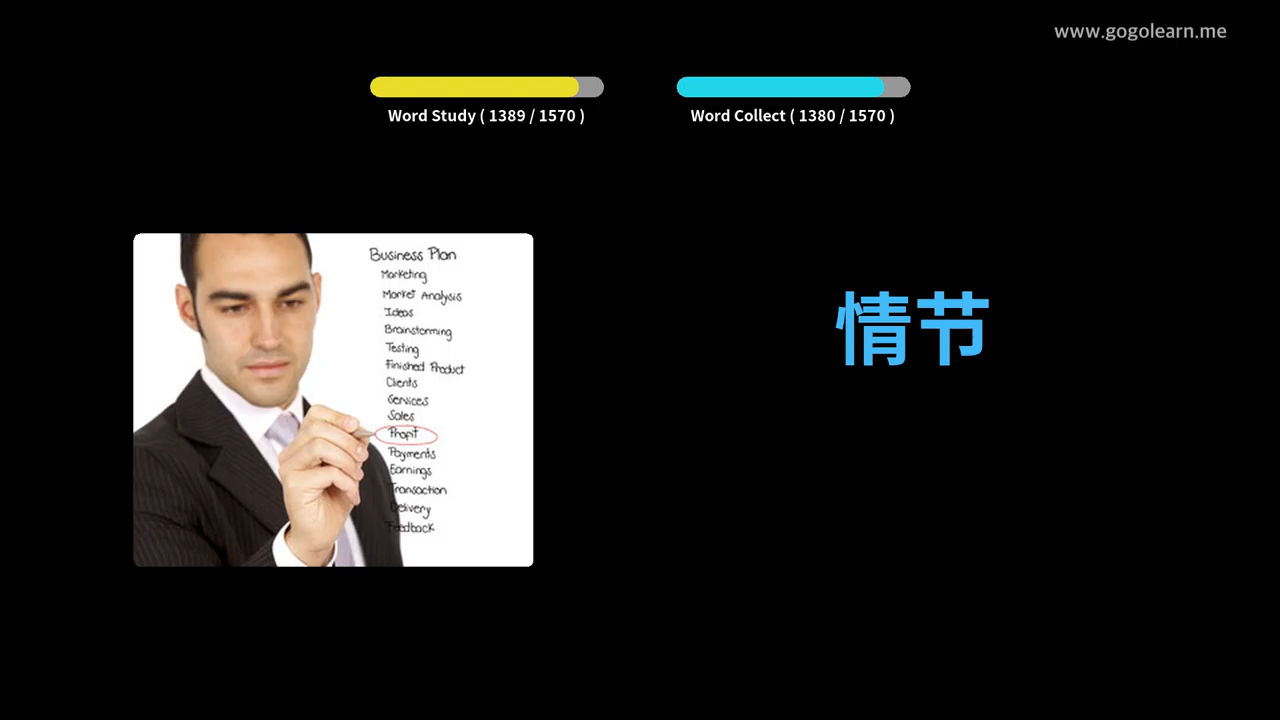 www.gogolearn.me
Word Study ( 1389 / 1570 )
Word Collect ( 1380 / 1570 )
Business Plan
Marketing
Market Analysis
Ideas
Brainstorming
Testing
Finished Product
Clients
Services
Sales
Profit
Payments
Earnings
Transaction
Delivery
Feedback
情节